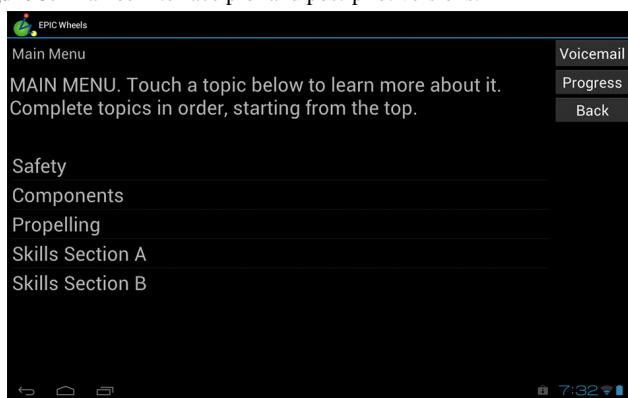 EPIC Wheels
Main Menu
Voicemail
MAIN MENU. Touch a topic below to learn more about it.
Complete topics in order, starting from the top.
Progress
Back
Safety
Components
Propelling
Skills Section A
Skills Section B
7:32